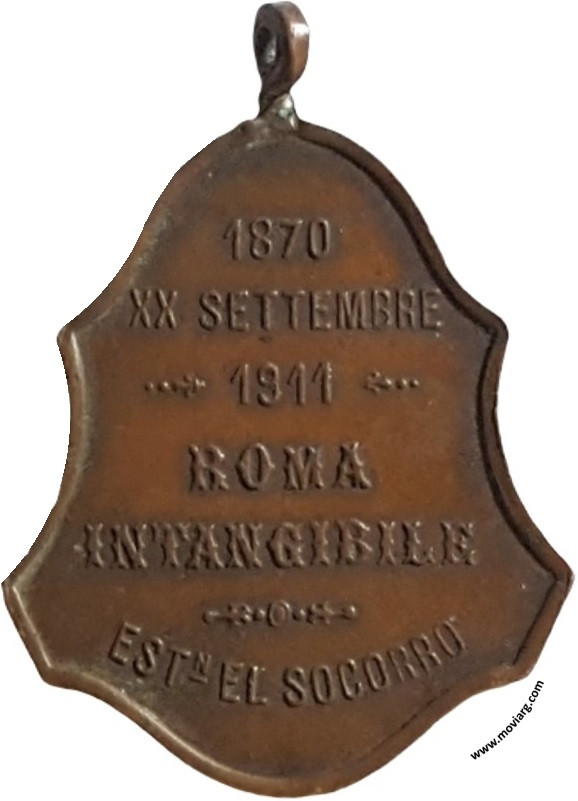 1870
XX SETTEMBRE
1911
ROMA
INTANGIBILE
ESTN EL SOCORRO
www.moviarg.com